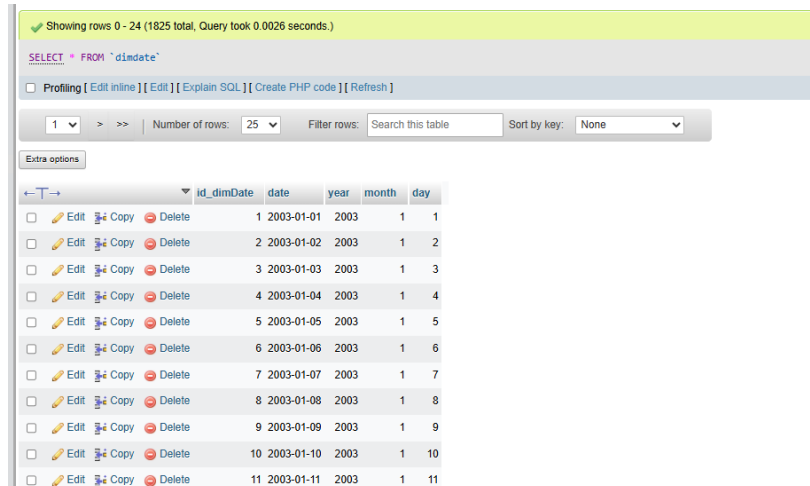 Showing rows 0 - 24 (1825 total, Query took 0.0026 seconds.)
SELECT * FROM `dimdate`
Profiling [ Edit inline ] [ Edit ] [ Explain SQL ] [ Create PHP code ] [ Refresh ]
1 > >> | Number of rows: 25 Filter rows: Search this table Sort by key: None
Extra options
←T→ id_dimDate date year month day
Edit Copy Delete 1 2003-01-01 2003 1 1
Edit Copy Delete 2 2003-01-02 2003 1 2
Edit Copy Delete 3 2003-01-03 2003 1 3
Edit Copy Delete 4 2003-01-04 2003 1 4
Edit Copy Delete 5 2003-01-05 2003 1 5
Edit Copy Delete 6 2003-01-06 2003 1 6
Edit Copy Delete 7 2003-01-07 2003 1 7
Edit Copy Delete 8 2003-01-08 2003 1 8
Edit Copy Delete 9 2003-01-09 2003 1 9
Edit Copy Delete 10 2003-01-10 2003 1 10
Edit Copy Delete 11 2003-01-11 2003 1 11